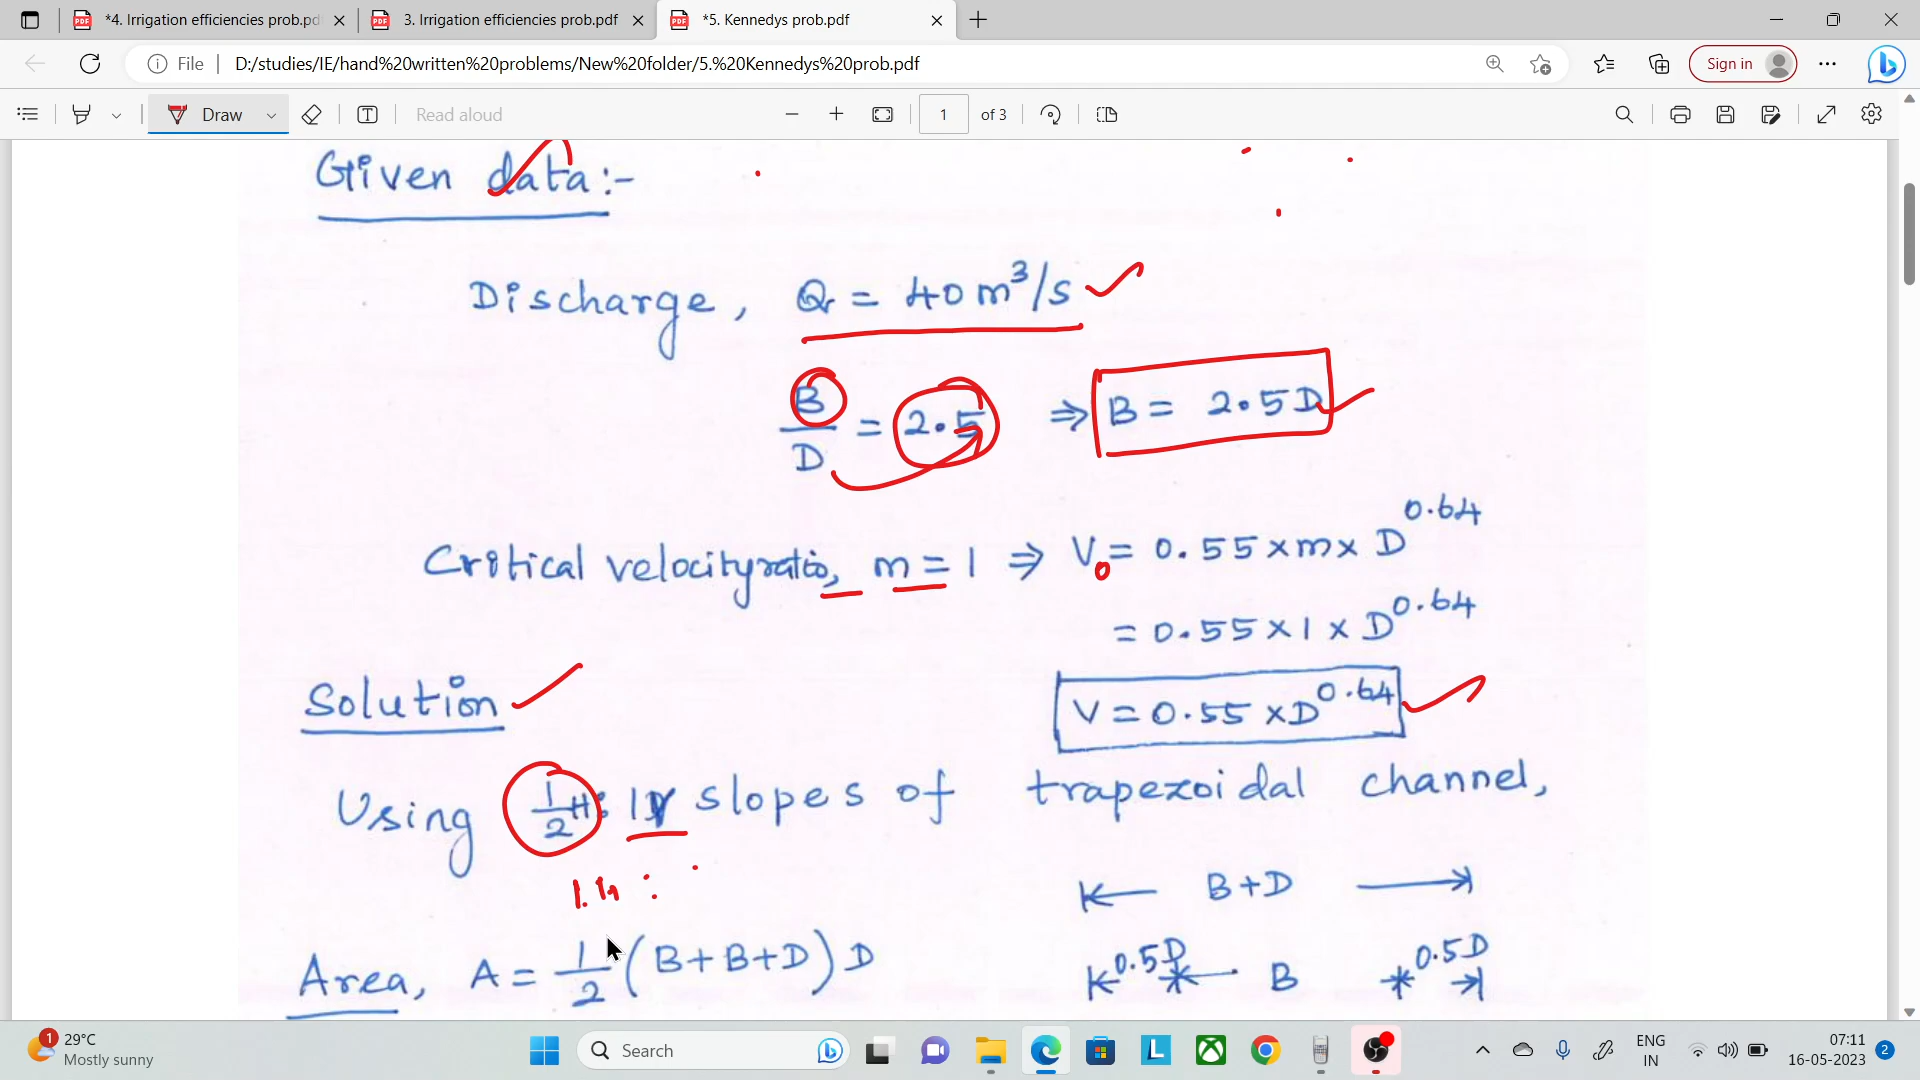 *4. Irrigation efficiencies prob.pd
3. Irrigation efficiencies prob.pdf
*5. Kennedys prob.pdf
File
D:/studies/IE/hand%20written%20problems/New%20folder/5.%20Kennedys%20prob.pdf
Sign in
Draw
Read aloud
1 of 3
Given data:-
Discharge, Q = 40 m³/s
B/D = 2.5 ⇒ B = 2.5D
Critical velocity ratio, m = 1 ⇒ V₀ = 0.55 x m x D^0.64
= 0.55 x 1 x D^0.64
Solution
V = 0.55 x D^0.64
Using 1/2 H : 1V slopes of trapezoidal channel,
B+D
Area, A = 1/2 (B+B+D) D
0.5D B 0.5D
1
29°C
Mostly sunny
Search
ENG
IN
07:11
16-05-2023
2